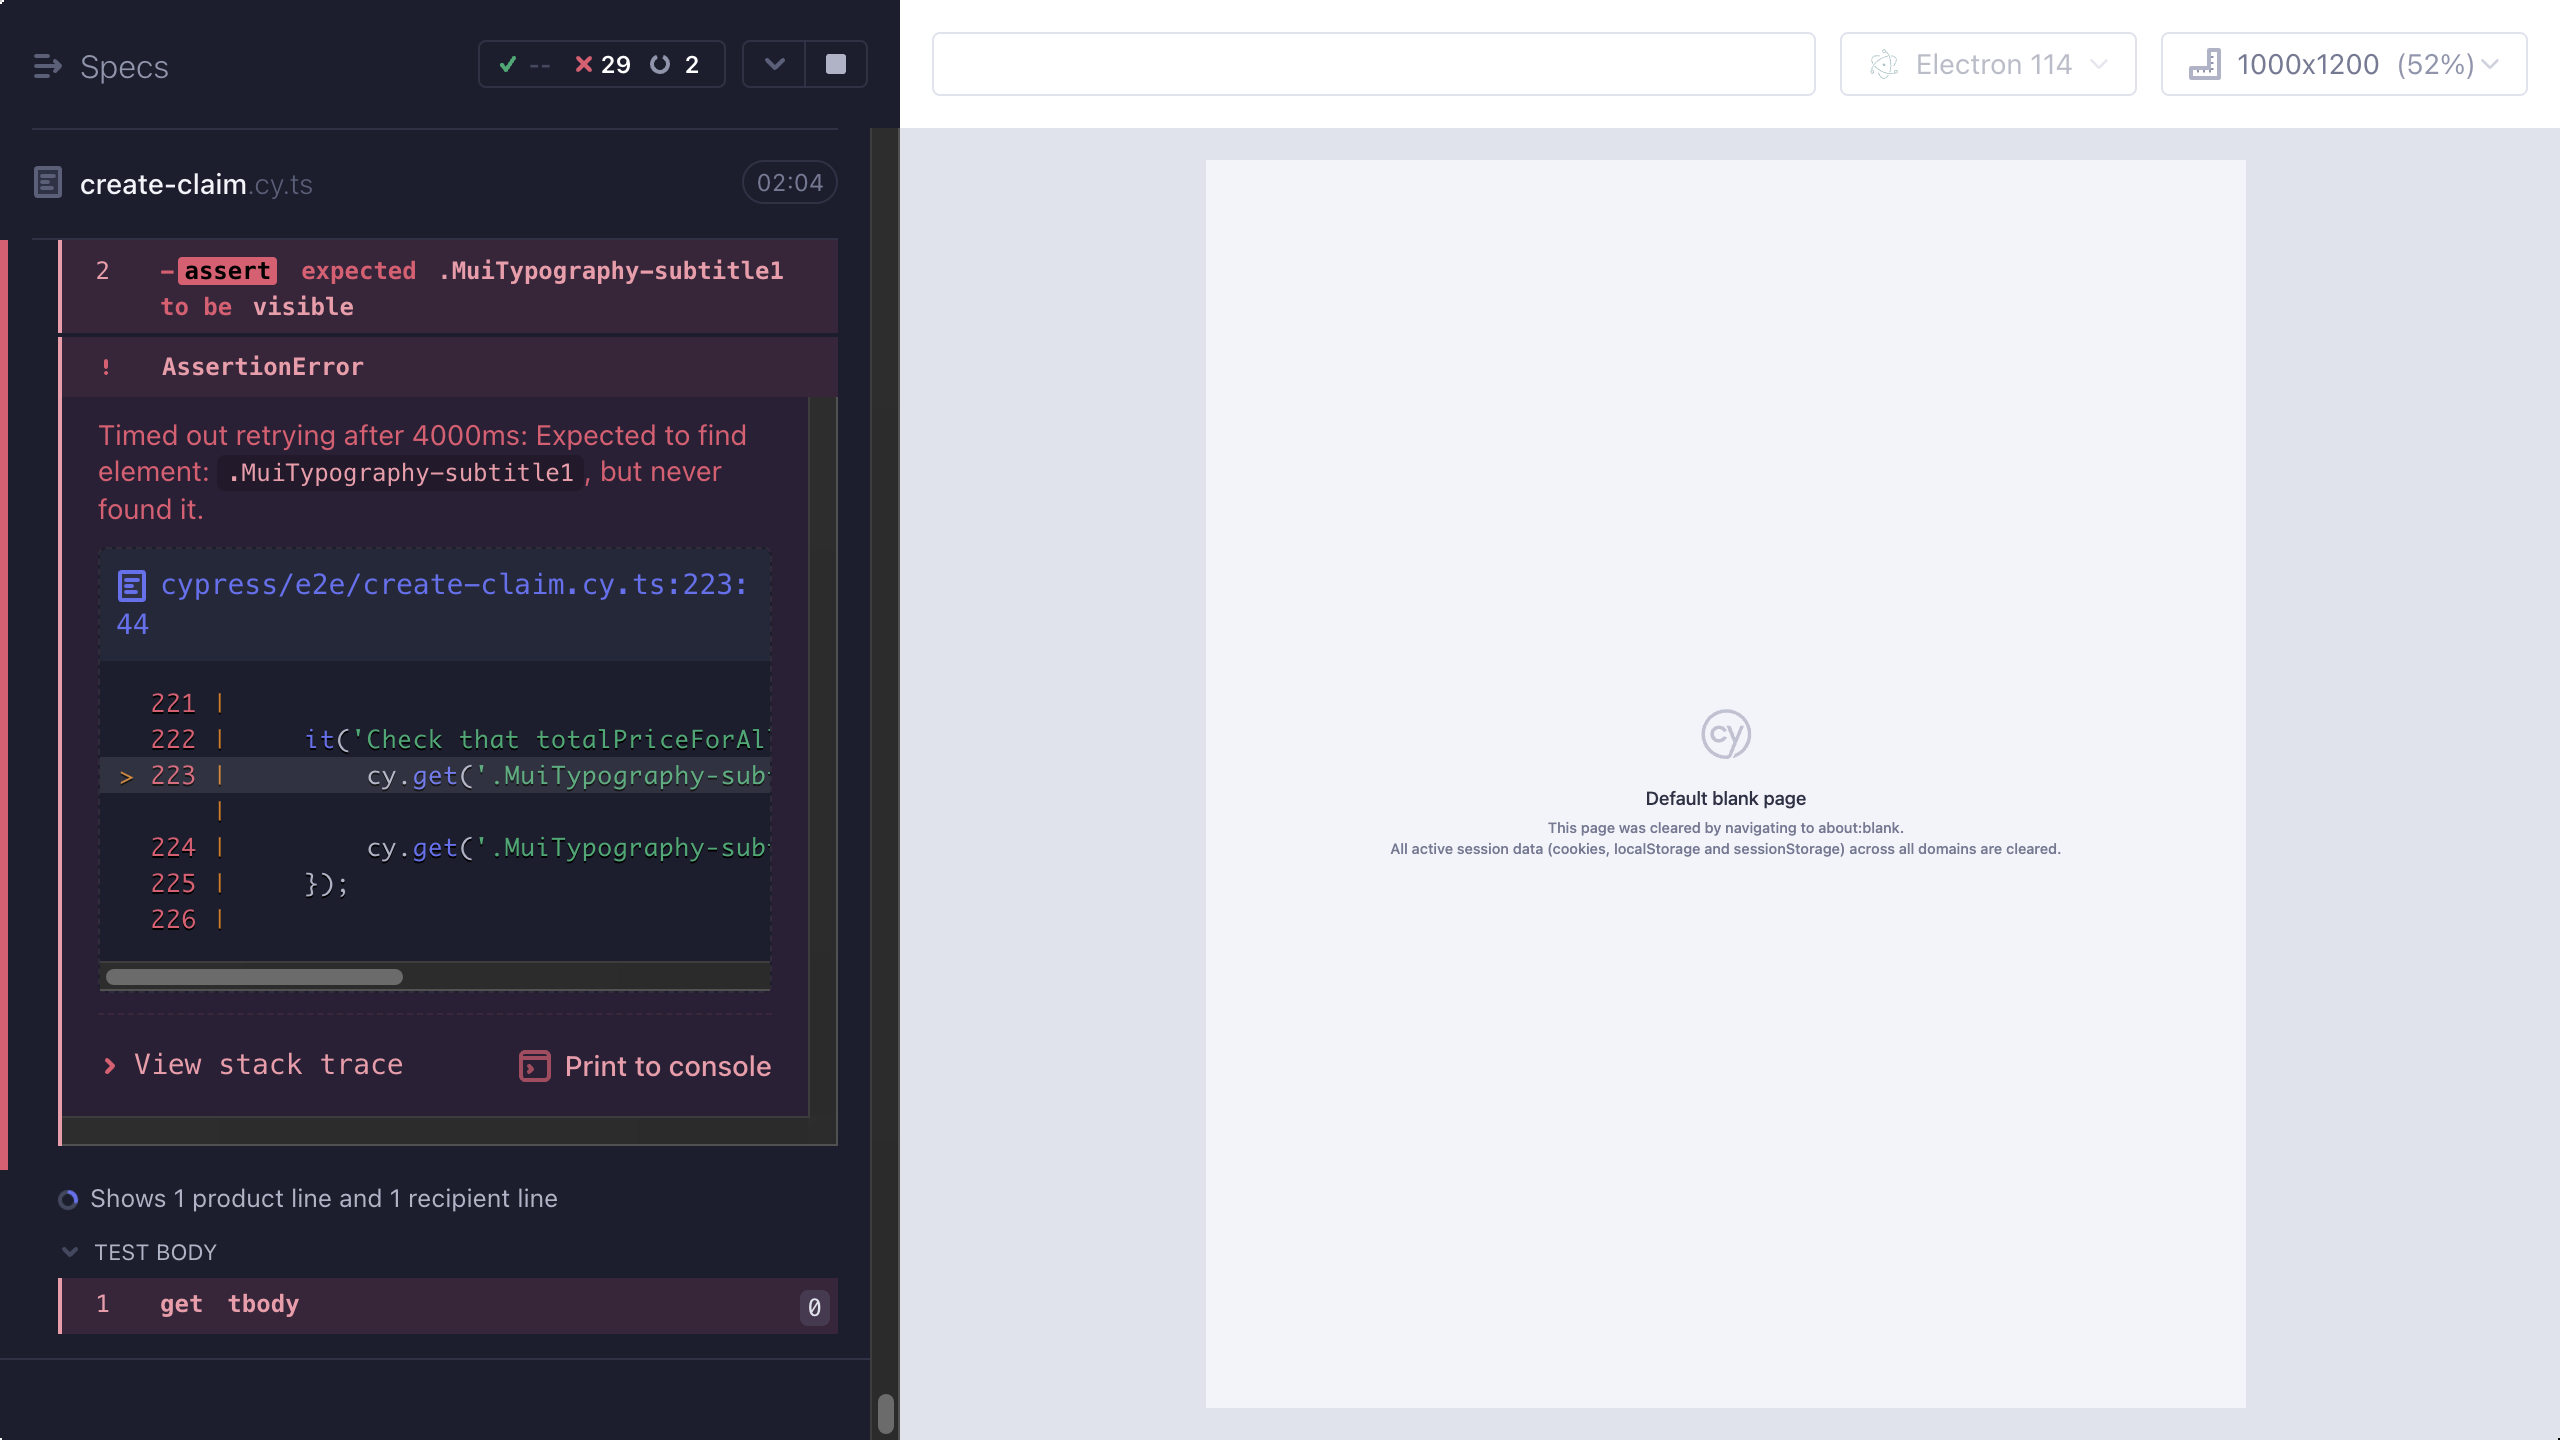 Specs
-- 29 2
create-claim.cy.ts
02:04
2 -assert expected .MuiTypography-subtitle1
to be visible
! AssertionError
Timed out retrying after 4000ms: Expected to find
element: .MuiTypography-subtitle1, but never
found it.
cypress/e2e/create-claim.cy.ts:223:
44
221 |
222 | it('Check that totalPriceForAl
> 223 | cy.get('.MuiTypography-sub
|
224 | cy.get('.MuiTypography-sub
225 | });
226 |
View stack trace
Print to console
Shows 1 product line and 1 recipient line
TEST BODY
1 get tbody 0
Electron 114
1000x1200 (52%)
cy
Default blank page
This page was cleared by navigating to about:blank.
All active session data (cookies, localStorage and sessionStorage) across all domains are cleared.